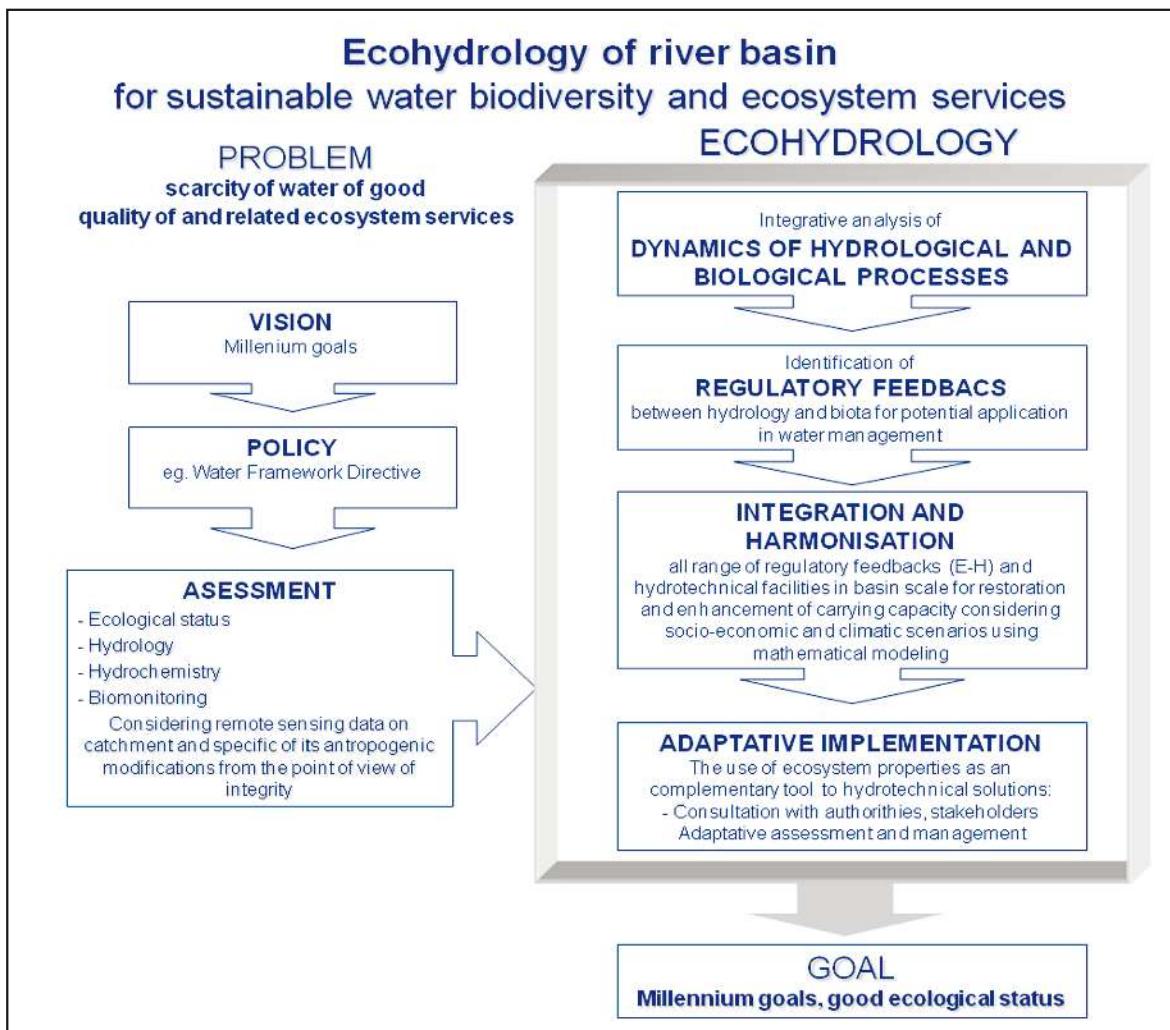 Ecohydrology of river basin
for sustainable water biodiversity and ecosystem services
PROBLEM
scarcity of water of good
quality of and related ecosystem services
VISION
Millenium goals
POLICY
eg. Water Framework Directive
ASESSMENT
- Ecological status
- Hydrology
- Hydrochemistry
- Biomonitoring
Considering remote sensing data on
catchment and specific of its antropogenic
modifications from the point of view of
integrity
ECOHYDROLOGY
Integrative analysis of
DYNAMICS OF HYDROLOGICAL AND
BIOLOGICAL PROCESSES
Identification of
REGULATORY FEEDBACS
between hydrology and biota for potential application
in water management
INTEGRATION AND
HARMONISATION
all range of regulatory feedbacks (E-H) and
hydrotechnical facilities in basin scale for restoration
and enhancement of carrying capacity considering
socio-economic and climatic scenarios using
mathematical modeling
ADAPTATIVE IMPLEMENTATION
The use of ecosystem properties as an
complementary tool to hydrotechnical solutions:
- Consultation with authorithies, stakeholders
Adaptative assessment and management
GOAL
Millennium goals, good ecological status